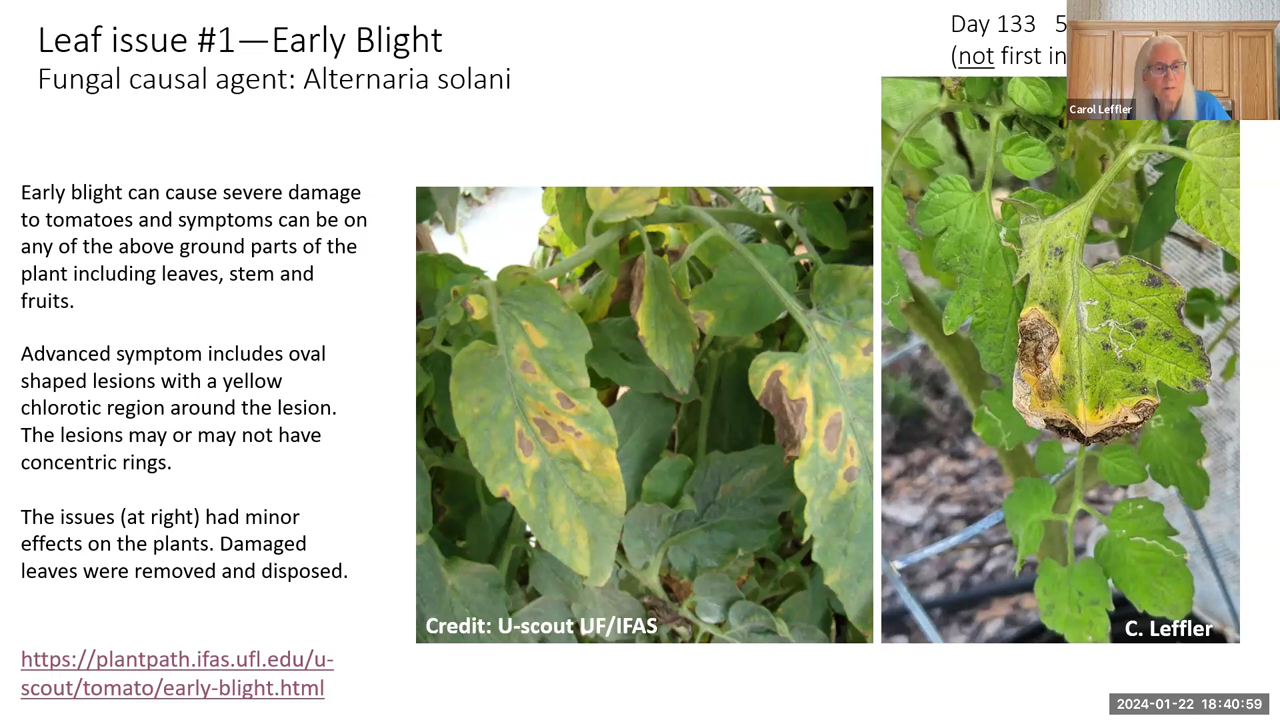 Leaf issue #1—Early Blight
Fungal causal agent: Alternaria solani
Day 133 5
(not first in
Carol Leffler
Early blight can cause severe damage
to tomatoes and symptoms can be on
any of the above ground parts of the
plant including leaves, stem and
fruits.
Advanced symptom includes oval
shaped lesions with a yellow
chlorotic region around the lesion.
The lesions may or may not have
concentric rings.
The issues (at right) had minor
effects on the plants. Damaged
leaves were removed and disposed.
https://plantpath.ifas.ufl.edu/u-
scout/tomato/early-blight.html
Credit: U-scout UF/IFAS
C. Leffler
2024-01-22 18:40:59